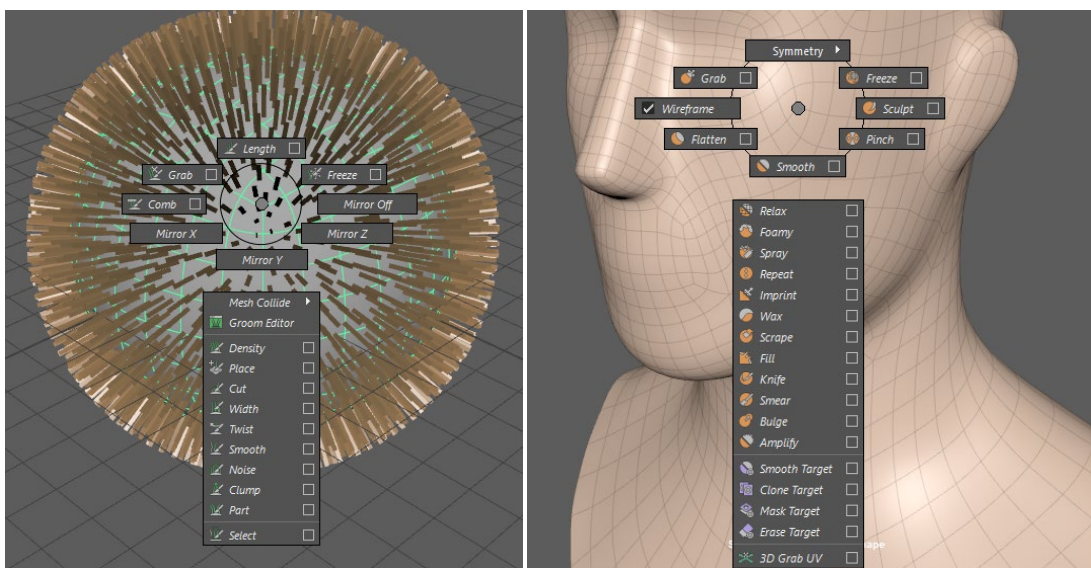 Length
Grab
Freeze
Comb
Mirror Off
Mirror X
Mirror Z
Mirror Y
Mesh Collide
Groom Editor
Density
Place
Cut
Width
Twist
Smooth
Noise
Clump
Part
Select
Symmetry
Grab
Freeze
Wireframe
Sculpt
Flatten
Pinch
Smooth
Relax
Foamy
Spray
Repeat
Imprint
Wax
Scrape
Fill
Knife
Smear
Bulge
Amplify
Smooth Target
Clone Target
Mask Target
Erase Target
3D Grab UV